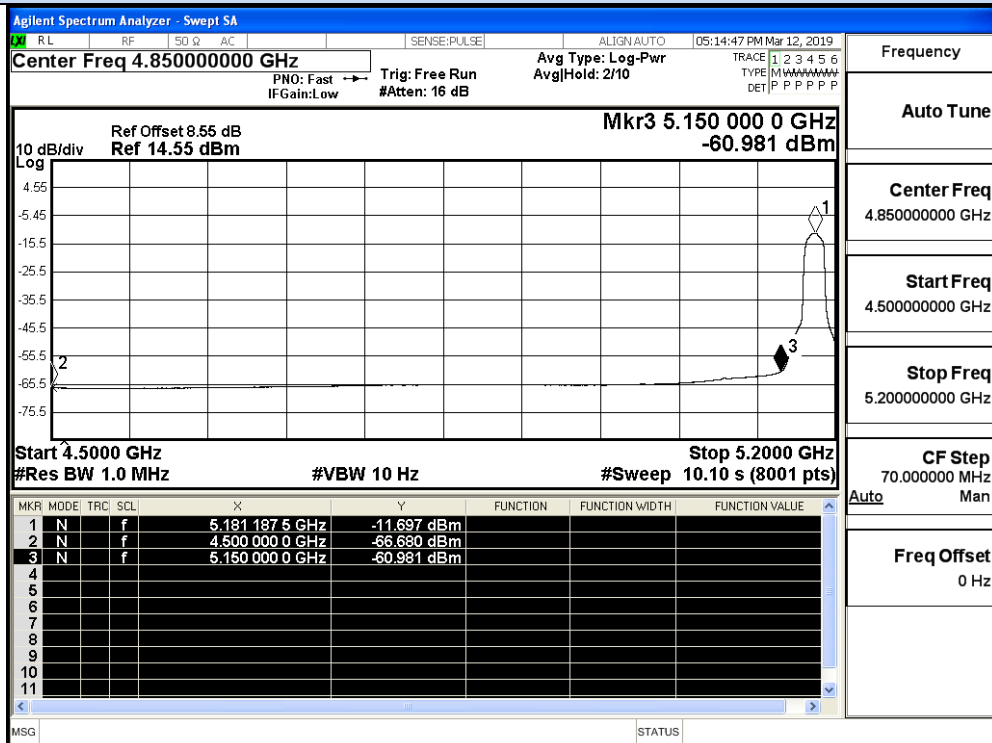 Agilent Spectrum Analyzer - Swept SA
LXI RL RF 50 Ω AC SENSE:PULSE ALIGN AUTO 05:14:47 PM Mar 12, 2019
Center Freq 4.850000000 GHz
PNO: Fast
IFGain:Low
Trig: Free Run
#Atten: 16 dB
Avg Type: Log-Pwr
Avg|Hold: 2/10
TRACE 1 2 3 4 5 6
TYPE M
DET P P P P P P
Ref Offset 8.55 dB
10 dB/div Ref 14.55 dBm
Log
Mkr3 5.150 000 0 GHz
-60.981 dBm
4.55
-5.45
-15.5
-25.5
-35.5
-45.5
-55.5
-65.5
-75.5
1
2
3
Start 4.5000 GHz Stop 5.2000 GHz
#Res BW 1.0 MHz #VBW 10 Hz #Sweep 10.10 s (8001 pts)
MKR MODE TRC SCL X Y FUNCTION FUNCTION WIDTH FUNCTION VALUE
1 N f 5.181 187 5 GHz -11.697 dBm
2 N f 4.500 000 0 GHz -66.680 dBm
3 N f 5.150 000 0 GHz -60.981 dBm
4
5
6
7
8
9
10
11
MSG STATUS
Frequency
Auto Tune
Center Freq
4.850000000 GHz
Start Freq
4.500000000 GHz
Stop Freq
5.200000000 GHz
CF Step
70.000000 MHz
Auto Man
Freq Offset
0 Hz